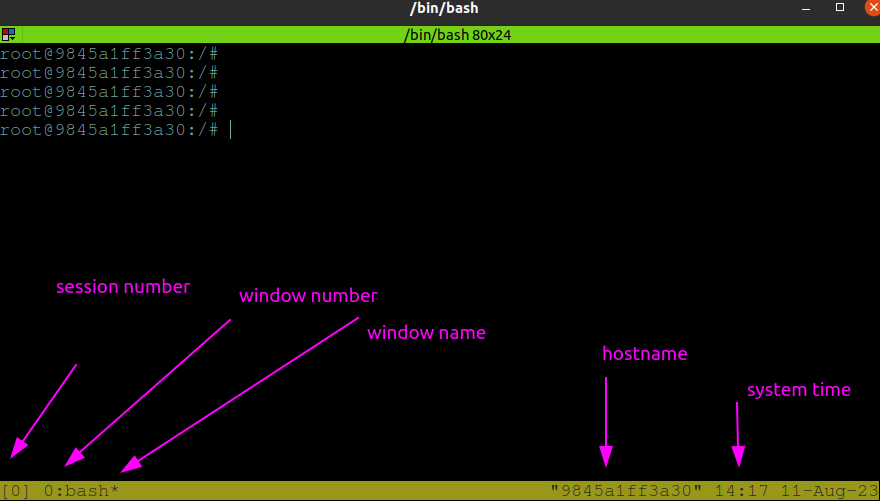 /bin/bash
/bin/bash 80x24
root@9845a1ff3a30:/#
root@9845a1ff3a30:/#
root@9845a1ff3a30:/#
root@9845a1ff3a30:/#
root@9845a1ff3a30:/#
session number
window number
window name
hostname
system time
[0] 0:bash* "9845a1ff3a30" 14:17 11-Aug-23